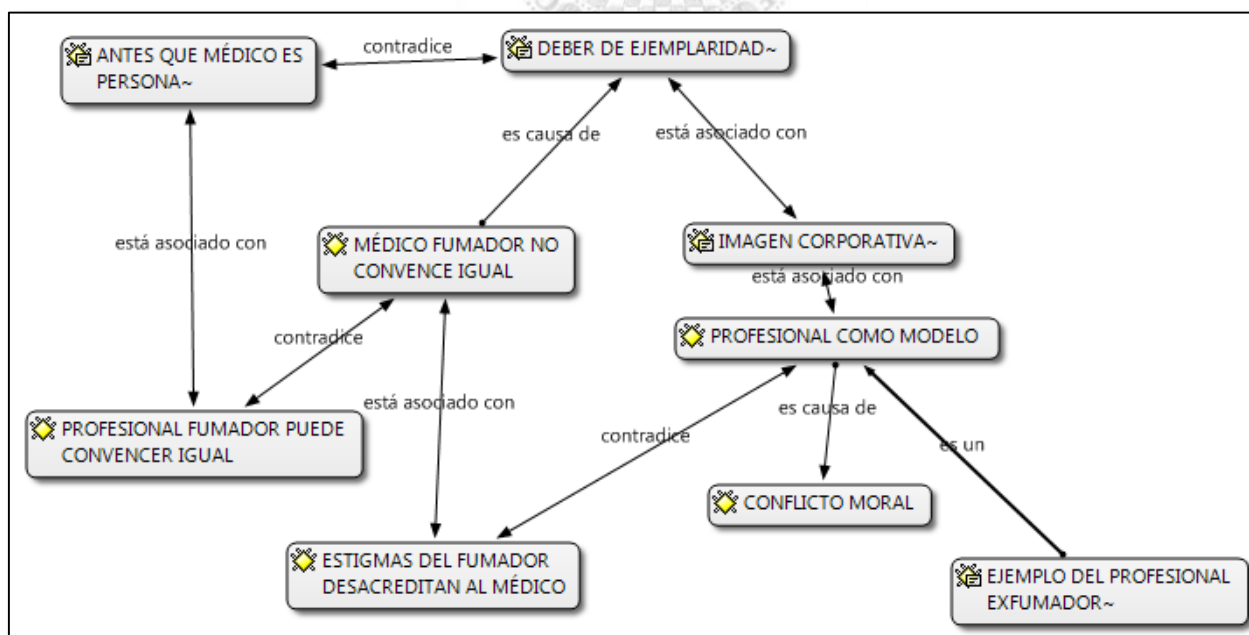 contradice
DEBER DE EJEMPLARIDAD~
ANTES QUE MÉDICO ES
PERSONA~
es causa de
está asociado con
está asociado con
MÉDICO FUMADOR NO
CONVENCE IGUAL
IMAGEN CORPORATIVA~
está asociado con
contradice
PROFESIONAL COMO MODELO
está asociado con
es causa de
PROFESIONAL FUMADOR PUEDE
CONVENCER IGUAL
contradice
es un
CONFLICTO MORAL
ESTIGMAS DEL FUMADOR
DESACREDITAN AL MÉDICO
EJEMPLO DEL PROFESIONAL
EXFUMADOR~